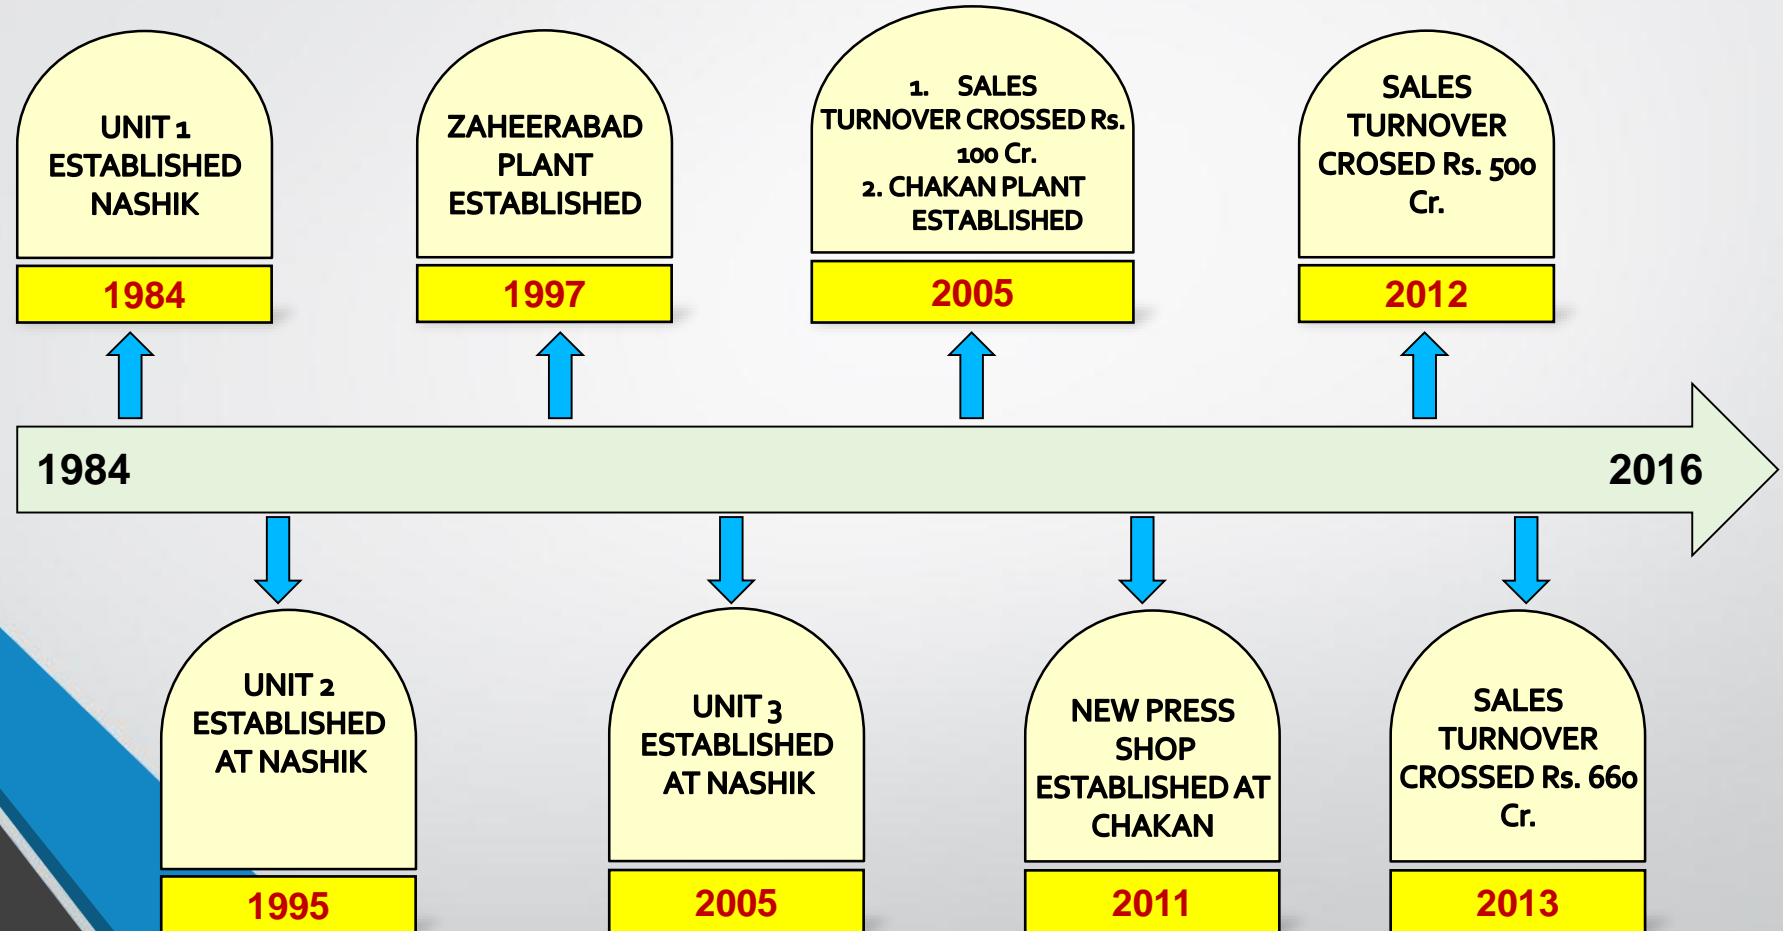 UNIT 1
ESTABLISHED
NASHIK
1984
ZAHEERABAD
PLANT
ESTABLISHED
1997
1. SALES
TURNOVER CROSSED Rs.
100 Cr.
2. CHAKAN PLANT
ESTABLISHED
2005
SALES
TURNOVER
CROSED Rs. 500
Cr.
2012
1984
2016
UNIT 2
ESTABLISHED
AT NASHIK
1995
UNIT 3
ESTABLISHED
AT NASHIK
2005
NEW PRESS
SHOP
ESTABLISHED AT
CHAKAN
2011
SALES
TURNOVER
CROSSED Rs. 660
Cr.
2013